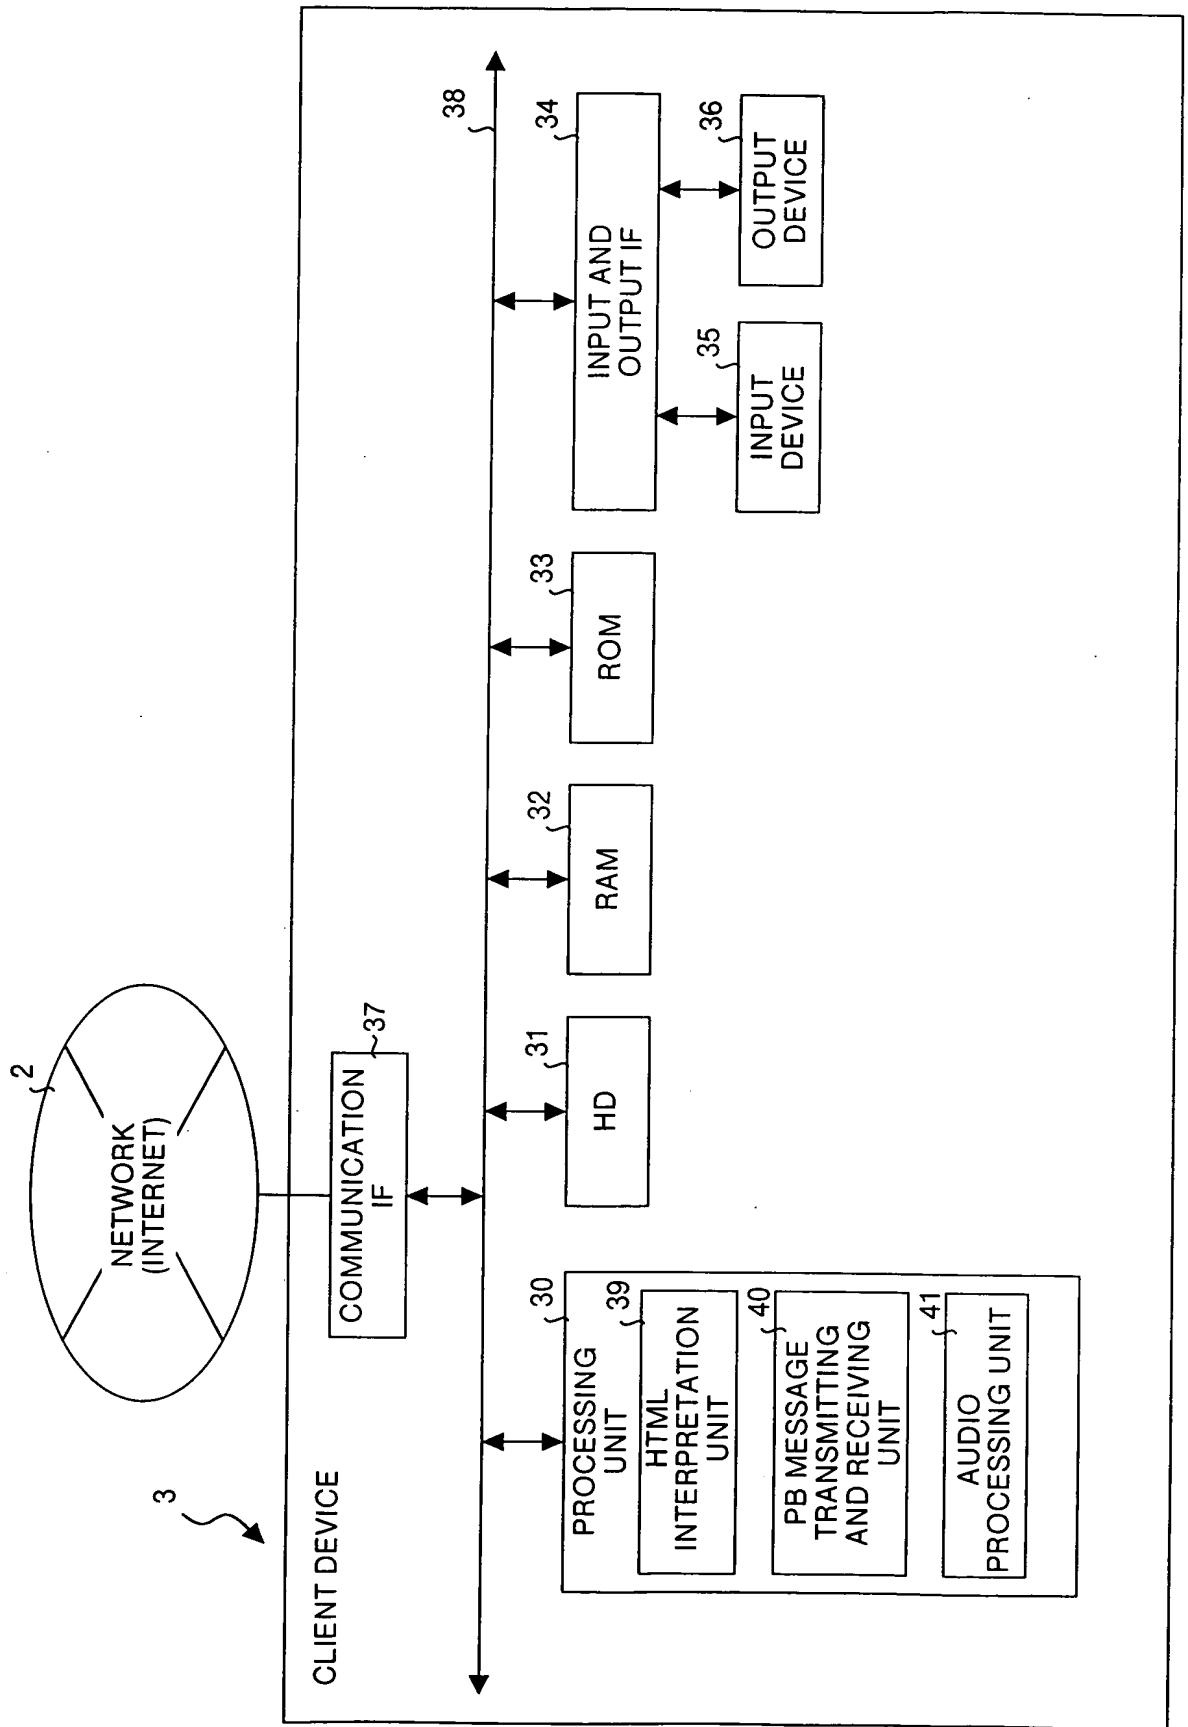 3
CLIENT DEVICE
NETWORK
(INTERNET)
2
COMMUNICATION
IF
37
38
PROCESSING
UNIT
30
HTML
INTERPRETATION
UNIT
39
PB MESSAGE
TRANSMITTING
AND RECEIVING
UNIT
40
AUDIO
PROCESSING UNIT
41
HD
31
RAM
32
ROM
33
INPUT AND
OUTPUT IF
34
INPUT
DEVICE
35
OUTPUT
DEVICE
36